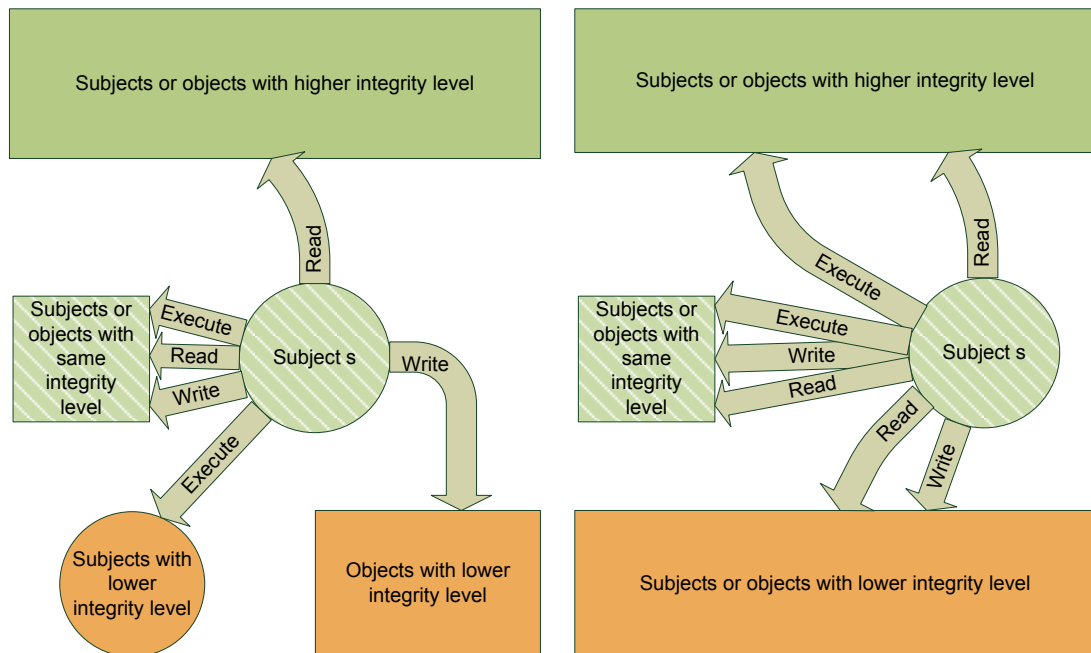 Subjects or objects with higher integrity level
Read
Subjects or
objects with
same
integrity
level
Execute
Read
Write
Subject s
Write
Execute
Subjects with
lower
integrity level
Objects with lower
integrity level
Subjects or objects with higher integrity level
Execute
Read
Subjects or
objects with
same
integrity
level
Execute
Write
Read
Subject s
Read
Write
Subjects or objects with lower integrity level